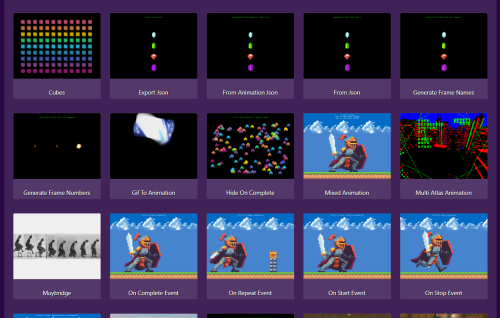 Cubes
Export Json
From Animation Json
From Json
Generate Frame Names
Generate Frame Numbers
Gif To Animation
Hide On Complete
Mixed Animation
Multi Atlas Animation
Muybridge
On Complete Event
On Repeat Event
On Start Event
On Stop Event